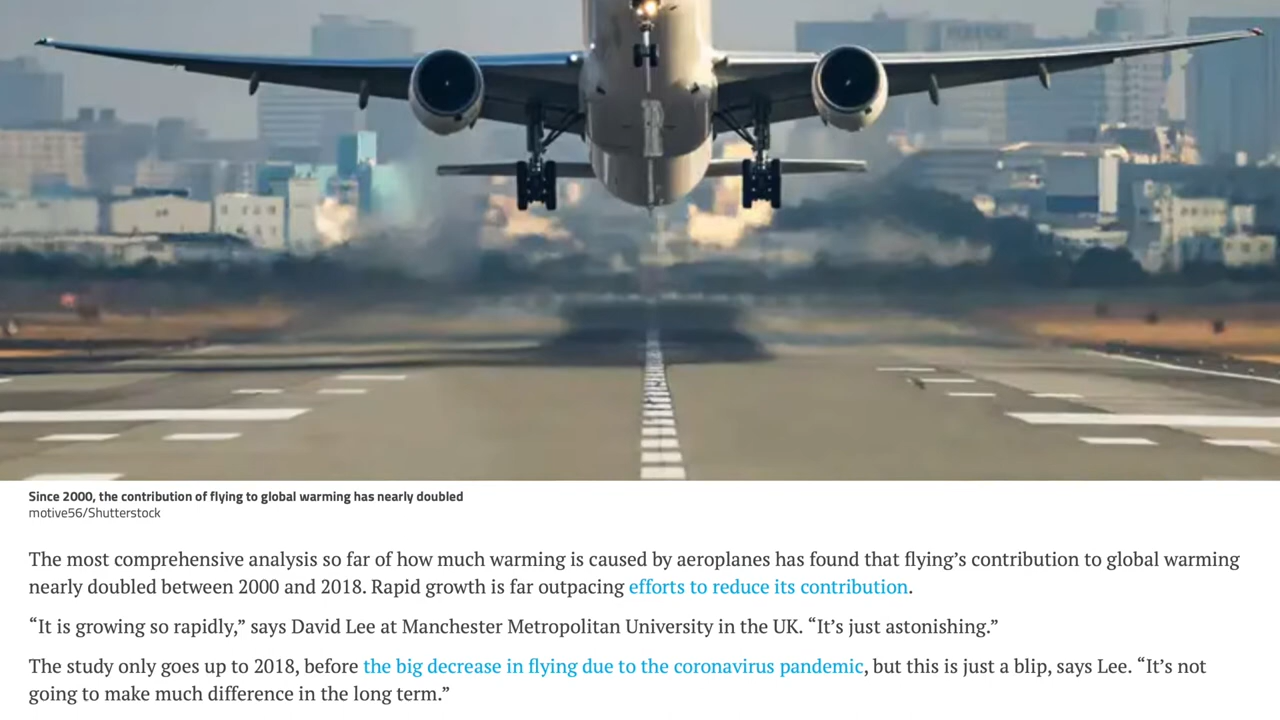 Since 2000, the contribution of flying to global warming has nearly doubled
motive56/Shutterstock
The most comprehensive analysis so far of how much warming is caused by aeroplanes has found that flying’s contribution to global warming
nearly doubled between 2000 and 2018. Rapid growth is far outpacing efforts to reduce its contribution.
“It is growing so rapidly,” says David Lee at Manchester Metropolitan University in the UK. “It’s just astonishing.”
The study only goes up to 2018, before the big decrease in flying due to the coronavirus pandemic, but this is just a blip, says Lee. “It’s not
going to make much difference in the long term.”